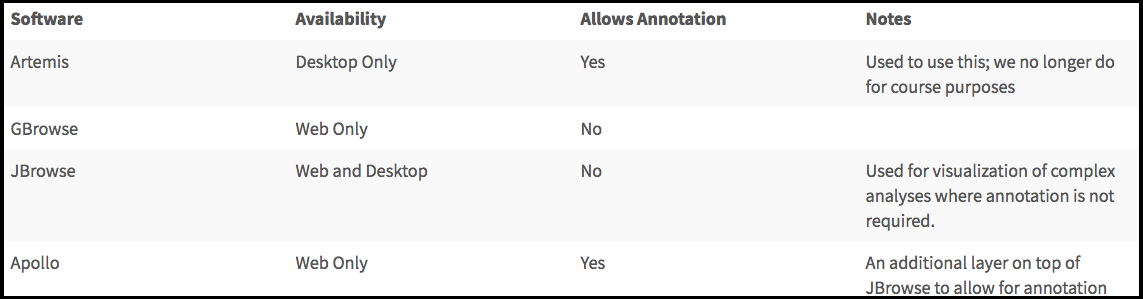 Software Availability Allows Annotation Notes
Artemis Desktop Only Yes Used to use this; we no longer do
for course purposes
GBrowse Web Only No
JBrowse Web and Desktop No Used for visualization of complex
analyses where annotation is not
required.
Apollo Web Only Yes An additional layer on top of
JBrowse to allow for annotation